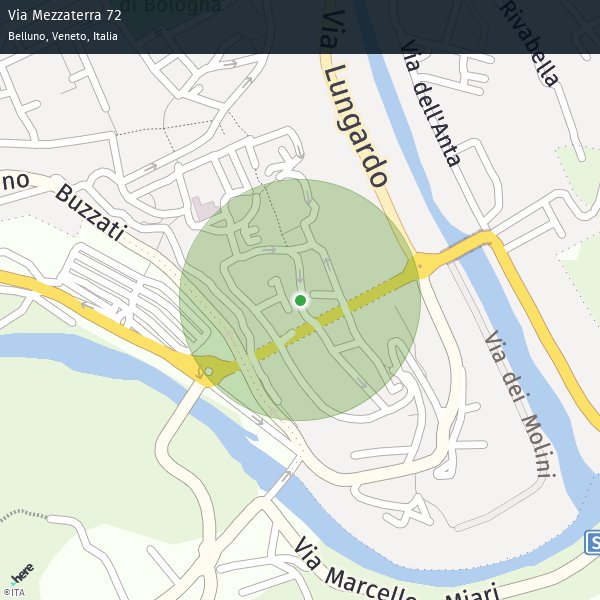 Via Mezzaterra 72
Belluno, Veneto, Italia
di Bologna
Via Lungardo
Via dell'Anta
Rivabella
no
Buzzati
Via dei Molini
Via Marcello Miari
S
here
©ITA